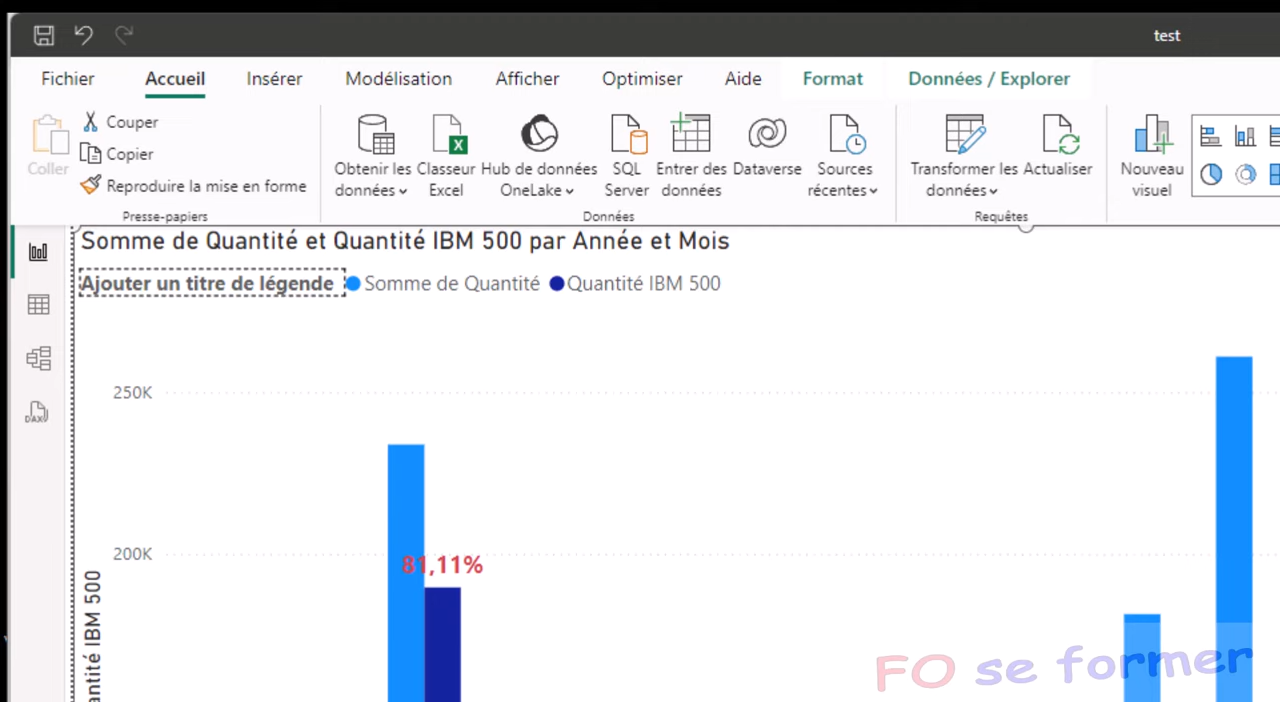 test
Fichier Accueil Insérer Modélisation Afficher Optimiser Aide Format Données / Explorer
Coller
Couper
Copier
Reproduire la mise en forme
Presse-papiers
Obtenir les données
Classeur Excel
Hub de données OneLake
SQL Server
Entrer des données
Dataverse
Sources récentes
Données
Transformer les données
Actualiser
Requêtes
Nouveau visuel
DAX
Somme de Quantité et Quantité IBM 500 par Année et Mois
Ajouter un titre de légende Somme de Quantité Quantité IBM 500
250K
200K
81,11%
IBM 500
FO se former